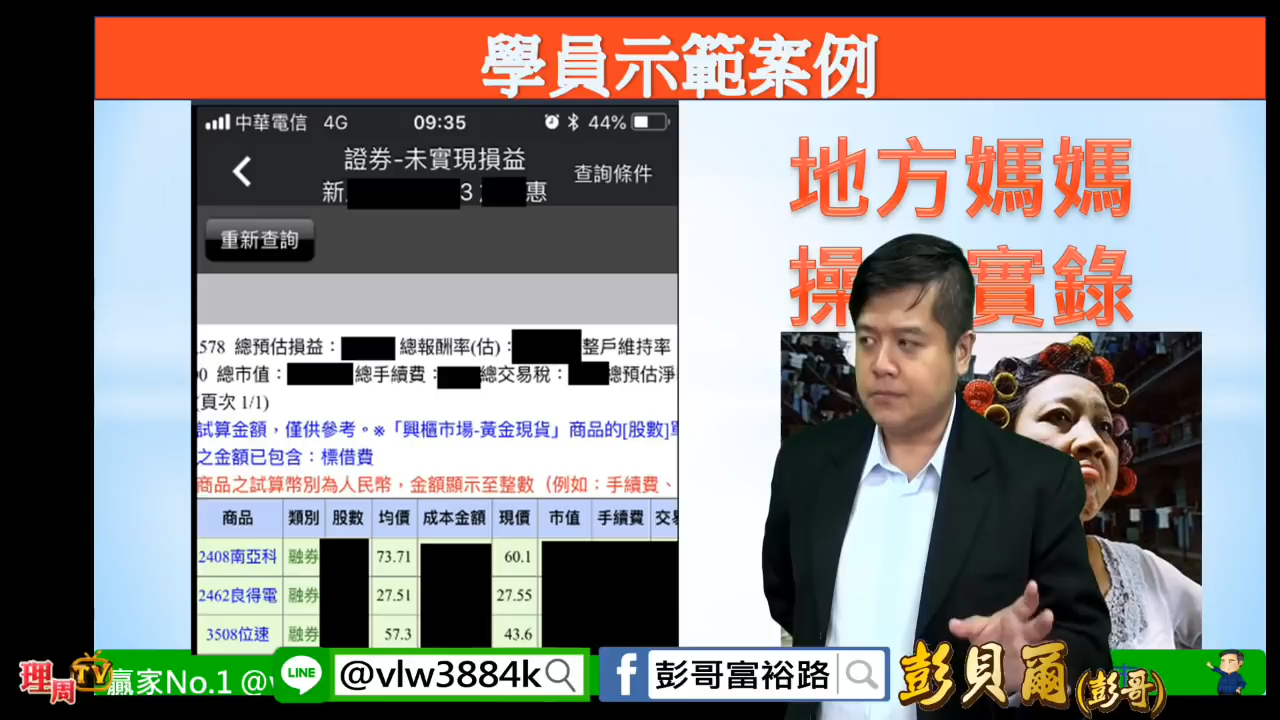 學員示範案例
中華電信 4G 09:35 44%
證券-未實現損益
新 3 惠
查詢條件
重新查詢
.578 總預估損益： 總報酬率(估)： 整戶維持率
0 總市值： 總手續費： 總交易稅： 總預估淨
(頁次 1/1)
試算金額，僅供參考。※「興櫃市場-黃金現貨」商品的[股數]單
之金額已包含：標借費
商品之試算幣別為人民幣，金額顯示至整數（例如：手續費、
商品 類別 股數 均價 成本金額 現價 市值 手續費 交易
2408南亞科 融券 73.71 60.1
2462良得電 融券 27.51 27.55
3508位速 融券 57.3 43.6
地方媽媽
操 實錄
理周TV
贏家No.1 @v
LINE @vlw3884k
f 彭哥富裕路
彭貝爾(彭哥)